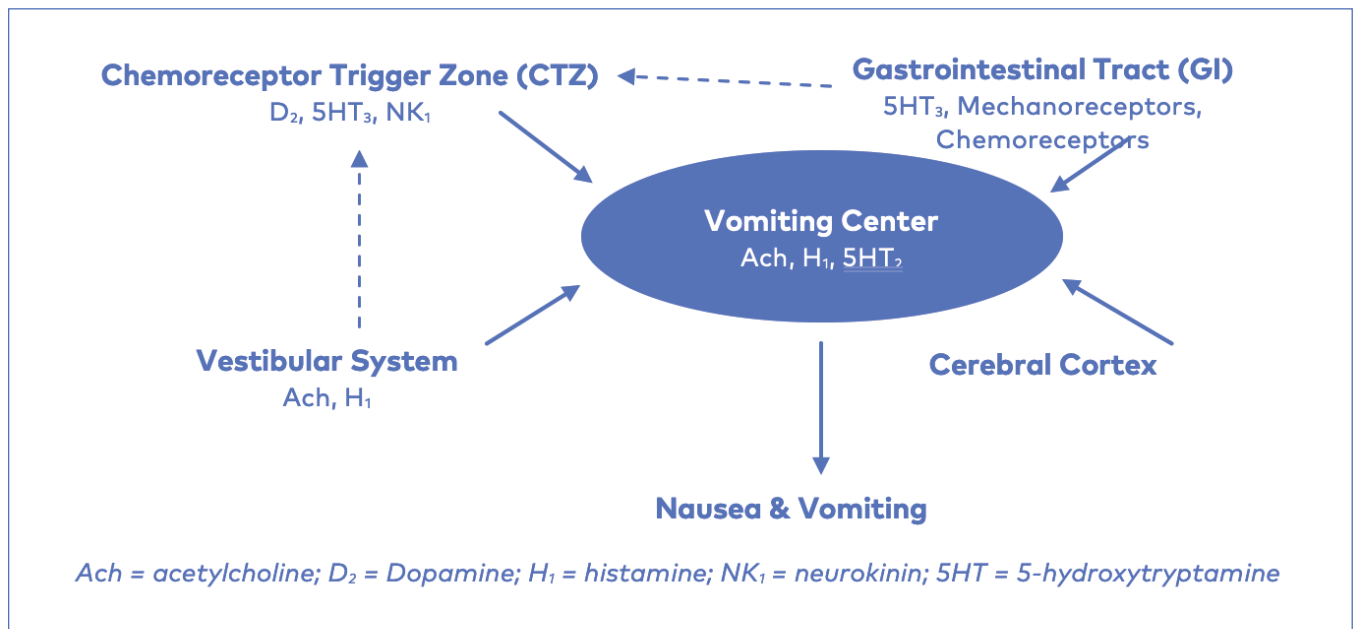 Chemoreceptor Trigger Zone (CTZ)
D₂, 5HT₃, NK₁
Gastrointestinal Tract (GI)
5HT₃, Mechanoreceptors,
Chemoreceptors
Vomiting Center
Ach, H₁, 5HT₂
Vestibular System
Ach, H₁
Cerebral Cortex
Nausea & Vomiting
Ach = acetylcholine; D₂ = Dopamine; H₁ = histamine; NK₁ = neurokinin; 5HT = 5-hydroxytryptamine